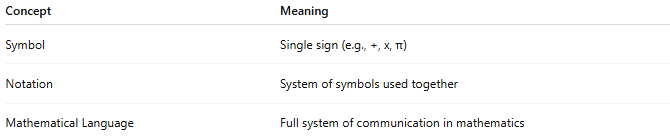 Concept Meaning
Symbol Single sign (e.g., +, x, π)
Notation System of symbols used together
Mathematical Language Full system of communication in mathematics